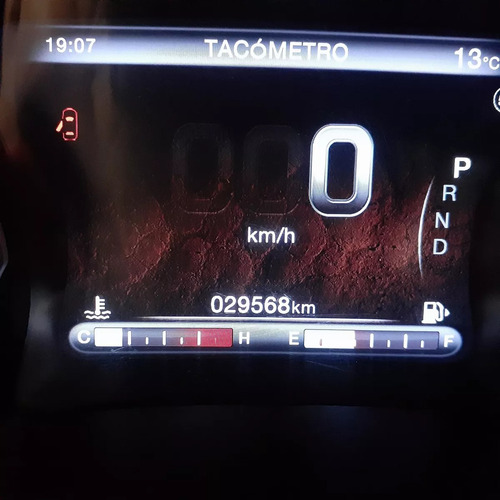 19:07 TACÓMETRO 13°C
0
km/h
P
R
N
D
029568km
C H E F